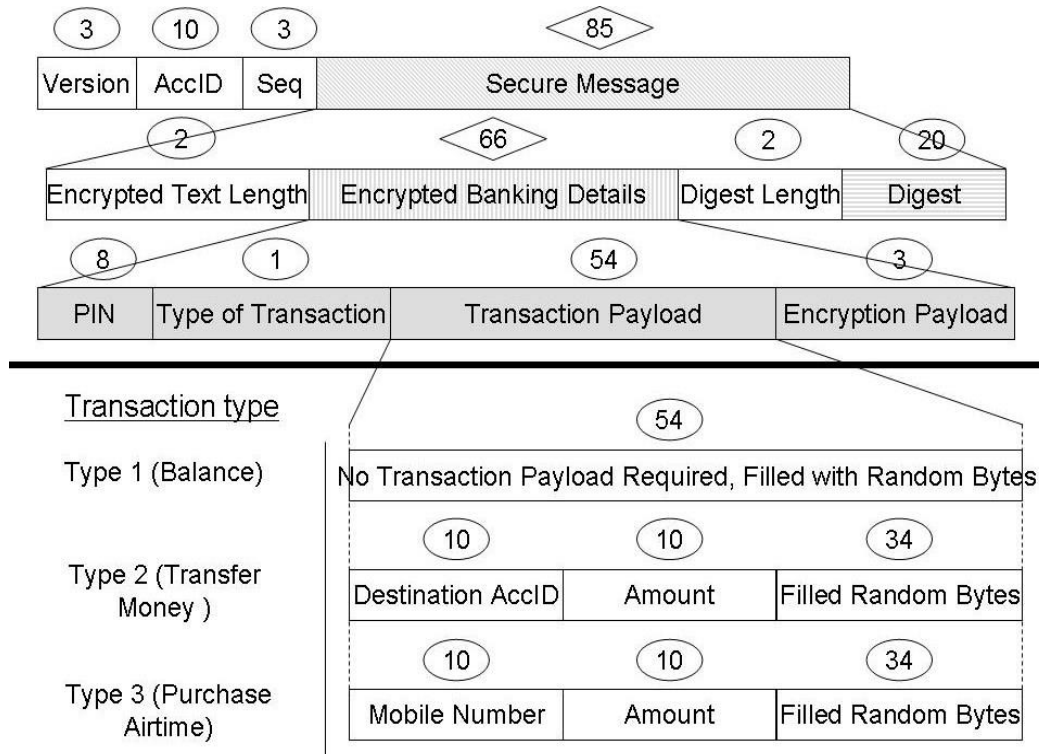 3 10 3 85
Version AccID Seq Secure Message
2 66 2 20
Encrypted Text Length Encrypted Banking Details Digest Length Digest
8 1 54 3
PIN Type of Transaction Transaction Payload Encryption Payload
Transaction type
54
Type 1 (Balance)
No Transaction Payload Required, Filled with Random Bytes
10 10 34
Type 2 (Transfer
Money )
Destination AccID Amount Filled Random Bytes
10 10 34
Type 3 (Purchase
Airtime)
Mobile Number Amount Filled Random Bytes